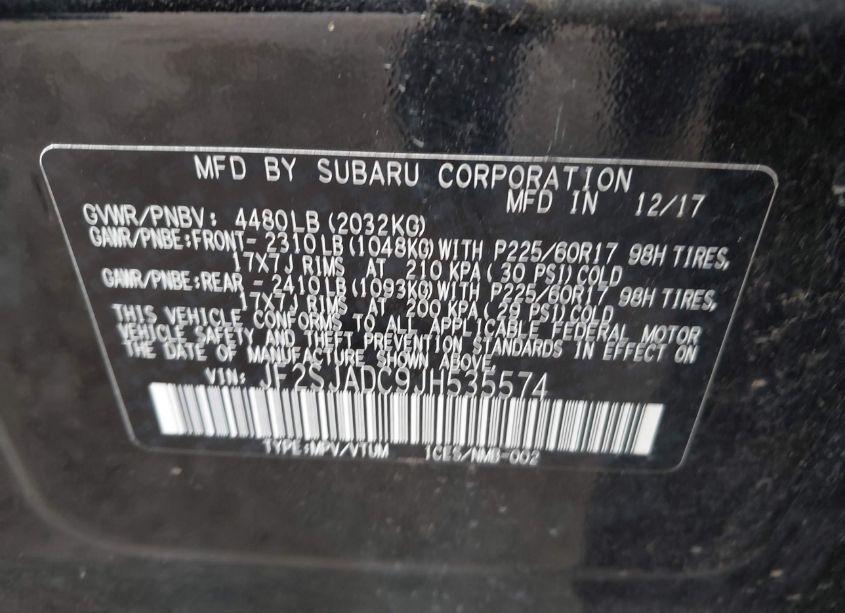 MFD BY SUBARU CORPORATION
MFD IN 12/17
GVWR/PNBV: 4480LB (2032KG)
GAWR/PNBE:FRONT- 2310LB(1048KG)WITH P225/60R17 98H TIRES,
17X7J RIMS AT 210 KPA( 30 PSI)COLD
GAWR/PNBE:REAR - 2410LB(1093KG)WITH P225/60R17 98H TIRES,
17X7J RIMS AT 200 KPA( 29 PSI)COLD
THIS VEHICLE CONFORMS TO ALL APPLICABLE FEDERAL MOTOR
VEHICLE SAFETY AND THEFT PREVENTION STANDARDS IN EFFECT ON
THE DATE OF MANUFACTURE SHOWN ABOVE.
VIN: JF2SJADC9JH535574
TYPE:MPV/VTUM ICES/NMB-002